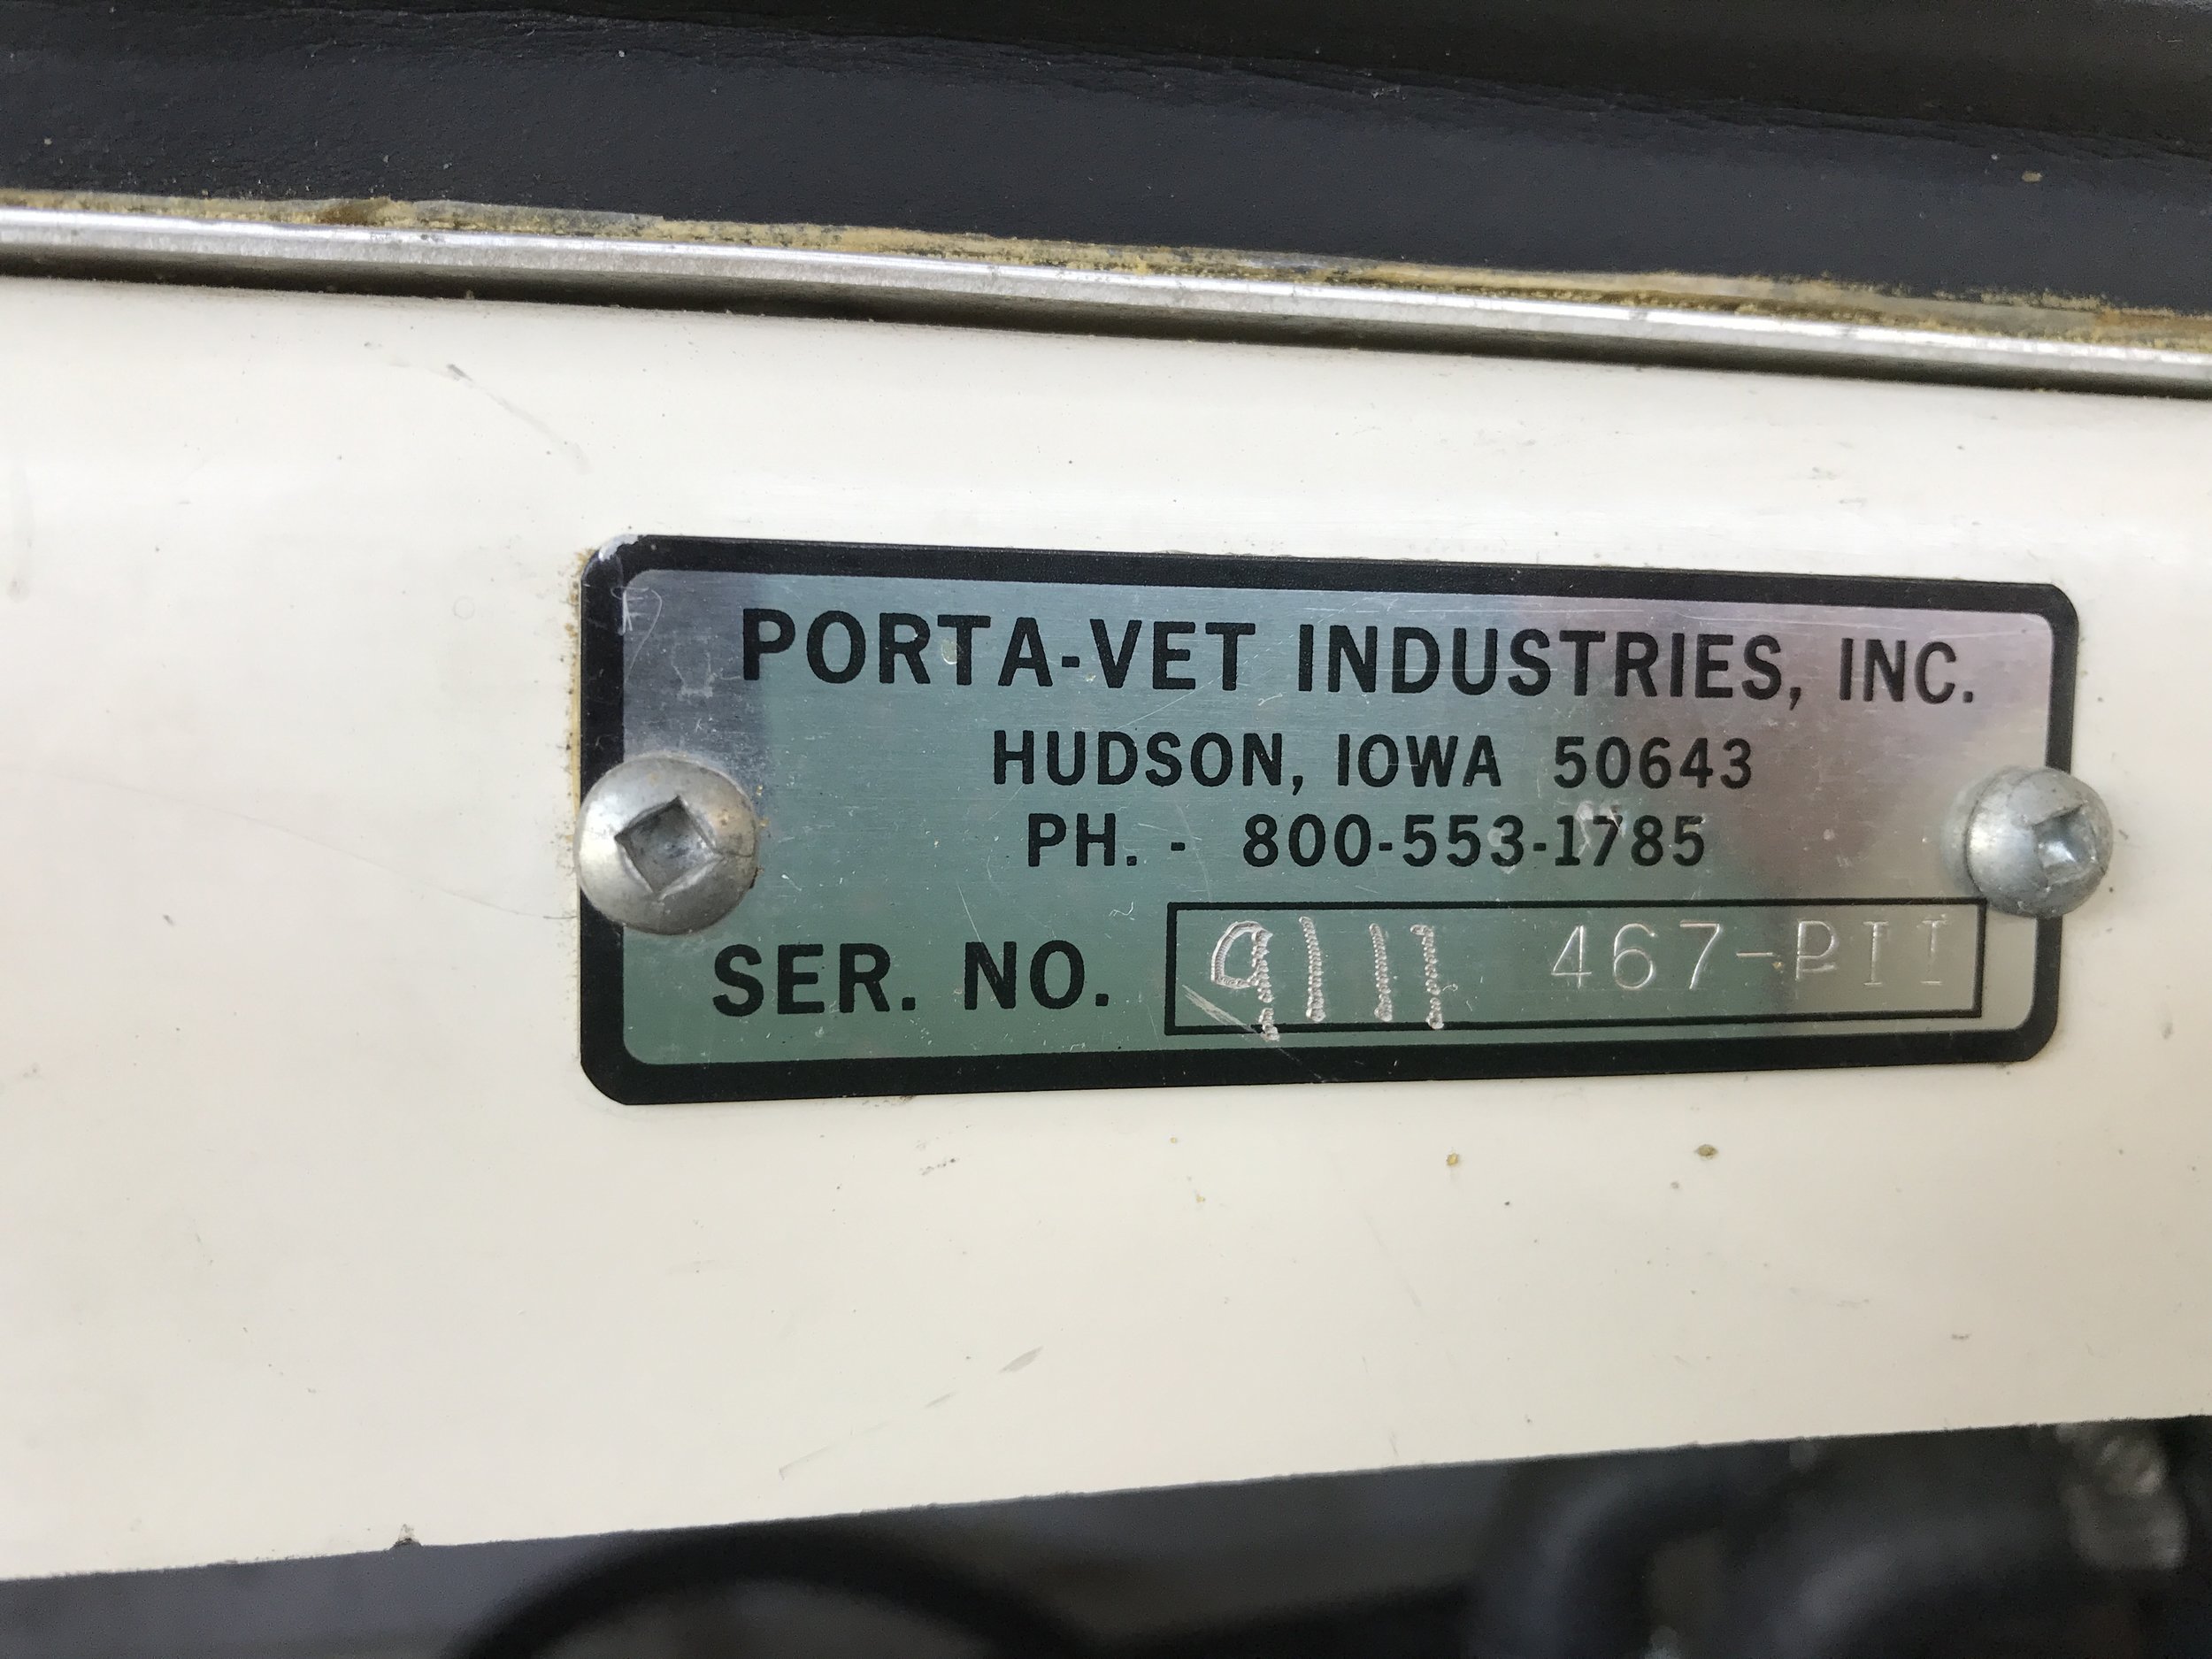 PORTA-VET INDUSTRIES, INC.
HUDSON, IOWA 50643
PH. - 800-553-1785
SER. NO. 9111 467-PII